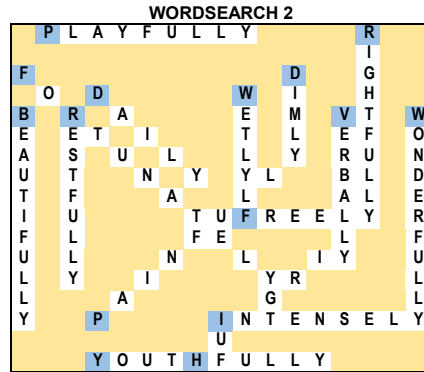 WORDSEARCH 2
P L A Y F U L L Y R
I
F D G
O D W I H
B R A E M V T W
E E T I T L E F O
A S U L L Y R U N
U T N Y Y L B L D
T F A L A L E
I U T U F R E E L Y R
F L F E L F
U L N L I Y U
L Y I Y R L
L A G L
Y P I N T E N S E L Y
U
Y O U T H F U L L Y